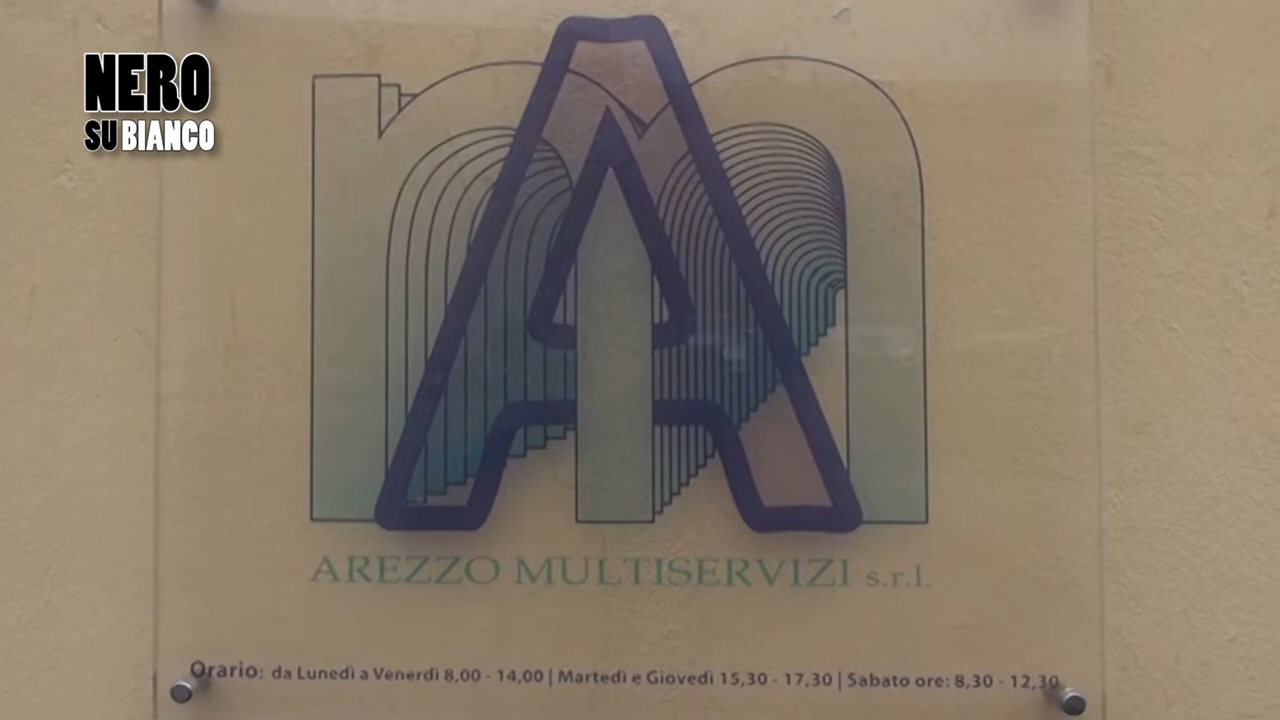 NERO
SU BIANCO
AREZZO MULTISERVIZI s.r.l.
Orario: da Lunedì a Venerdì 8,00 - 14,00 | Martedì e Giovedì 15,30 - 17,30 | Sabato ore: 8,30 - 12,30